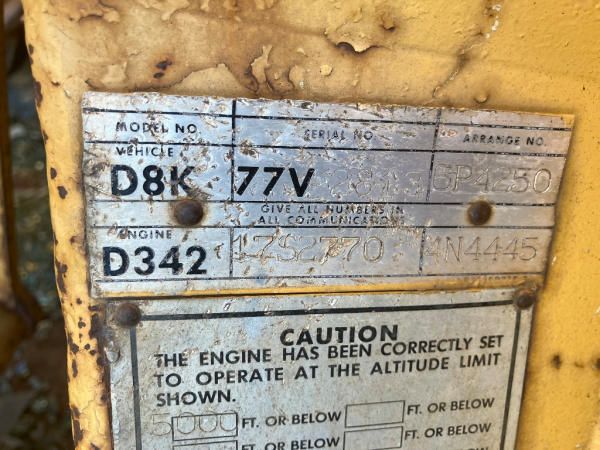 MODEL NO. SERIAL NO. ARRANGE NO.
VEHICLE
D8K 77V 5P4250
GIVE ALL NUMBERS IN
ALL COMMUNICATIONS
ENGINE
D342 4N4445
CAUTION
THE ENGINE HAS BEEN CORRECTLY SET
TO OPERATE AT THE ALTITUDE LIMIT
SHOWN.
5000 FT. OR BELOW FT. OR BELOW
FT. OR BELOW FT. OR BELOW